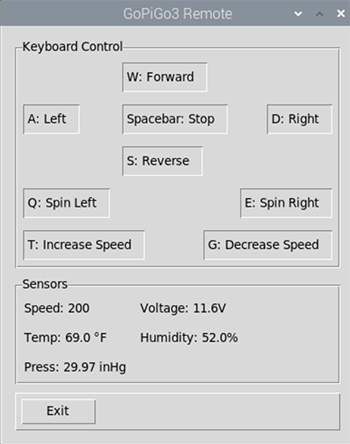 GoPiGo3 Remote
Keyboard Control
W: Forward
A: Left Spacebar: Stop D: Right
S: Reverse
Q: Spin Left E: Spin Right
T: Increase Speed G: Decrease Speed
Sensors
Speed: 200 Voltage: 11.6V
Temp: 69.0 °F Humidity: 52.0%
Press: 29.97 inHg
Exit